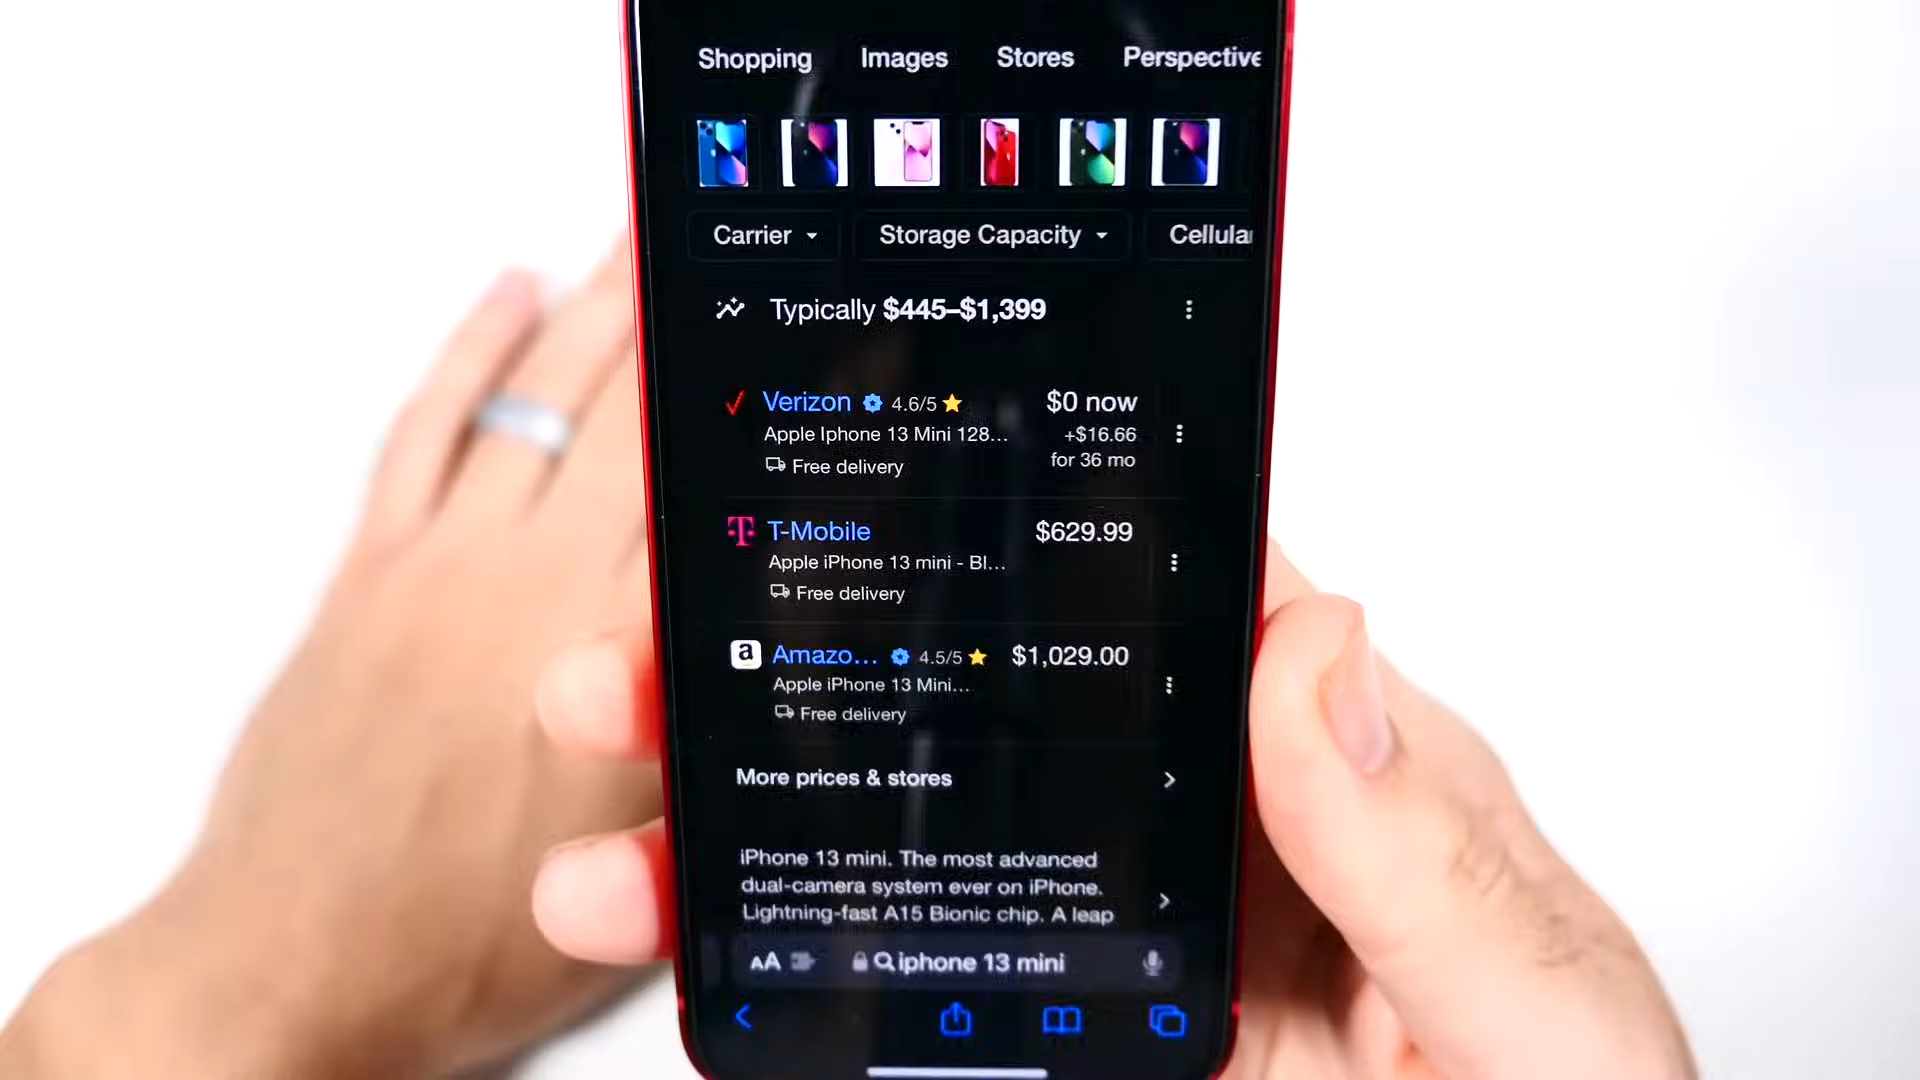 Shopping Images Stores Perspective
Carrier Storage Capacity Cellular
Typically $445–$1,399
Verizon 4.6/5 $0 now
Apple Iphone 13 Mini 128... +$16.66
Free delivery for 36 mo
T-Mobile $629.99
Apple iPhone 13 mini - Bl...
Free delivery
a Amazo... 4.5/5 $1,029.00
Apple iPhone 13 Mini...
Free delivery
More prices & stores
iPhone 13 mini. The most advanced
dual-camera system ever on iPhone.
Lightning-fast A15 Bionic chip. A leap
AA iphone 13 mini